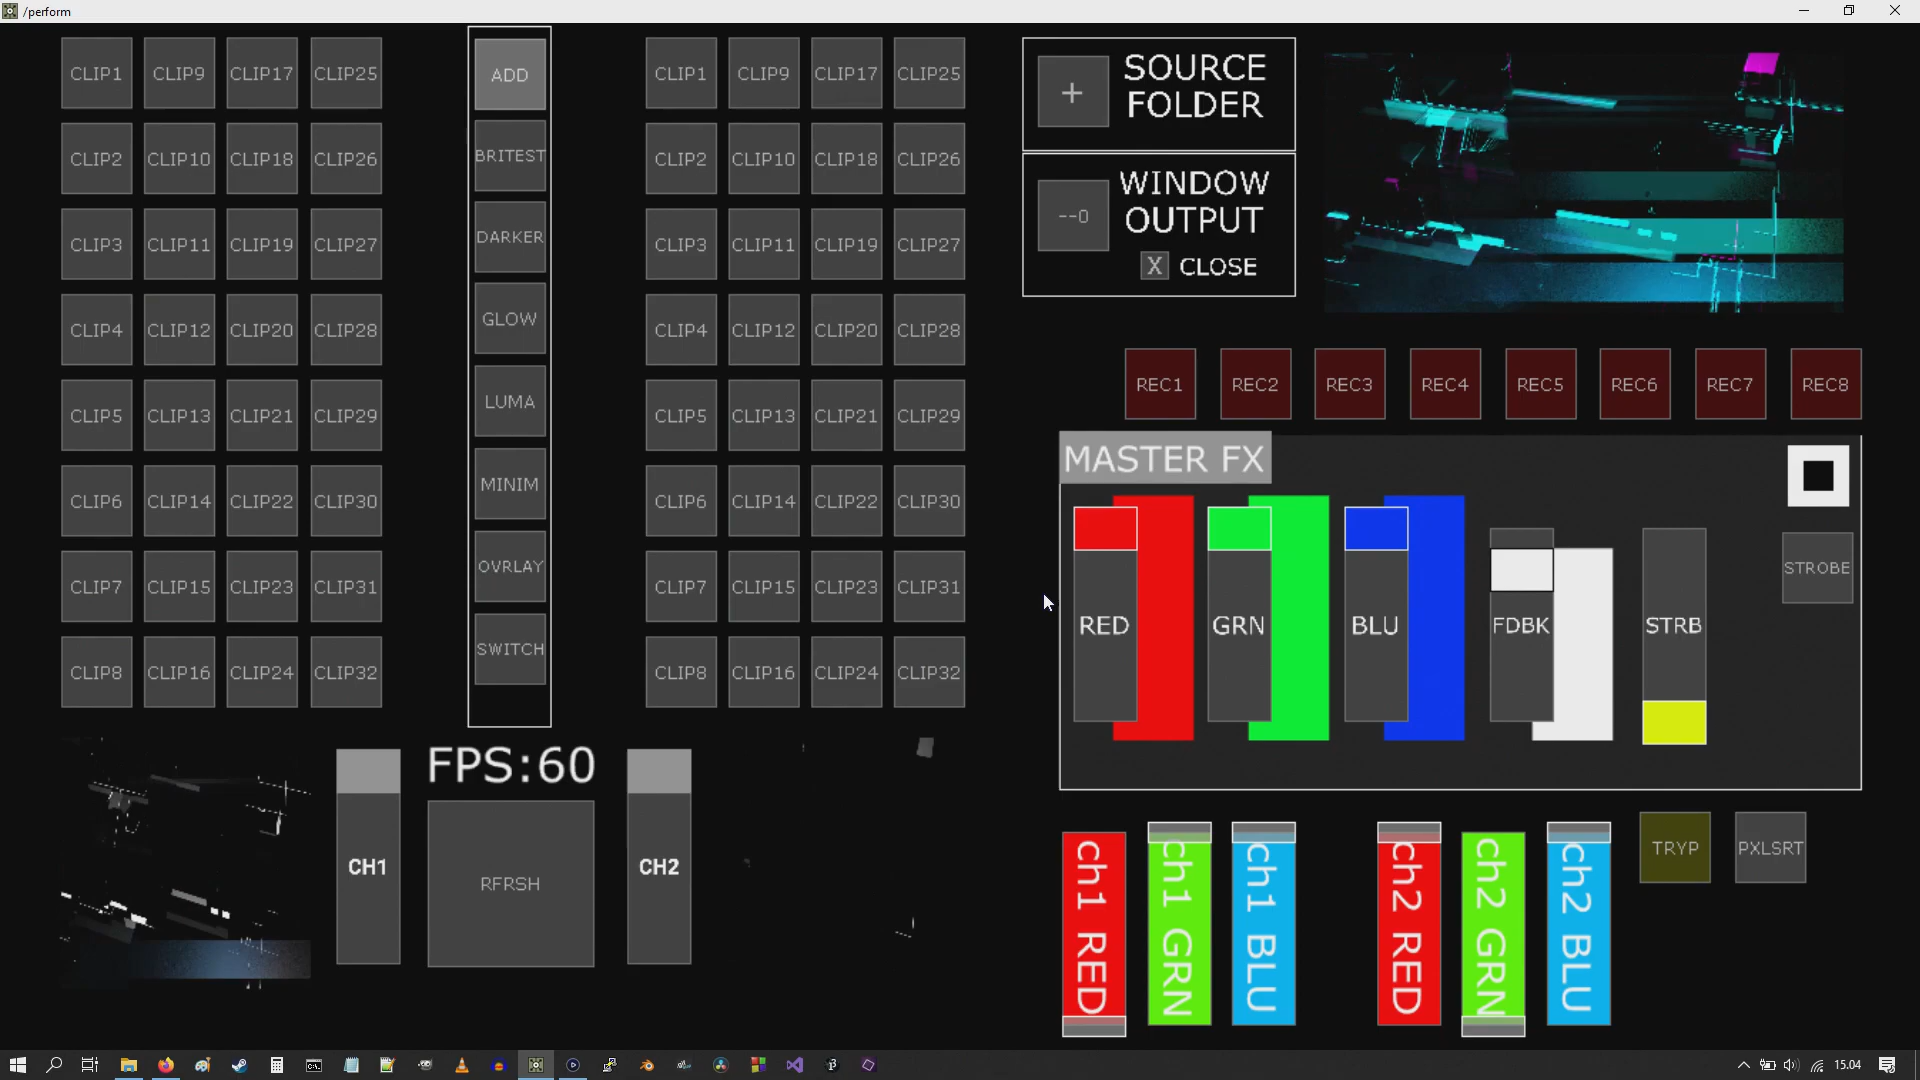 /perform
CLIP1 CLIP9 CLIP17 CLIP25
CLIP2 CLIP10 CLIP18 CLIP26
CLIP3 CLIP11 CLIP19 CLIP27
CLIP4 CLIP12 CLIP20 CLIP28
CLIP5 CLIP13 CLIP21 CLIP29
CLIP6 CLIP14 CLIP22 CLIP30
CLIP7 CLIP15 CLIP23 CLIP31
CLIP8 CLIP16 CLIP24 CLIP32
ADD
BRITEST
DARKER
GLOW
LUMA
MINIM
OVRLAY
SWITCH
CLIP1 CLIP9 CLIP17 CLIP25
CLIP2 CLIP10 CLIP18 CLIP26
CLIP3 CLIP11 CLIP19 CLIP27
CLIP4 CLIP12 CLIP20 CLIP28
CLIP5 CLIP13 CLIP21 CLIP29
CLIP6 CLIP14 CLIP22 CLIP30
CLIP7 CLIP15 CLIP23 CLIP31
CLIP8 CLIP16 CLIP24 CLIP32
+ SOURCE
FOLDER
WINDOW
--0 OUTPUT
X CLOSE
REC1 REC2 REC3 REC4 REC5 REC6 REC7 REC8
MASTER FX
STROBE
RED GRN BLU FDBK STRB
FPS:60
CH1 CH2
RFRSH
ch1 RED
ch1 GRN
ch1 BLU
ch2 RED
ch2 GRN
ch2 BLU
TRYP PXLSRT
15.04